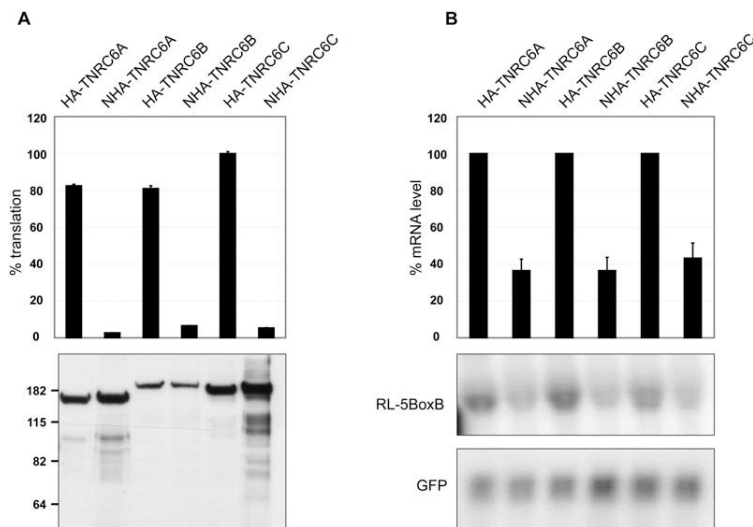 A
HA-TNRC6A
NHA-TNRC6A
HA-TNRC6B
NHA-TNRC6B
HA-TNRC6C
NHA-TNRC6C
% translation
120
100
80
60
40
20
0
182
115
82
64
B
HA-TNRC6A
NHA-TNRC6A
HA-TNRC6B
NHA-TNRC6B
HA-TNRC6C
NHA-TNRC6C
% mRNA level
120
100
80
60
40
20
0
RL-5BoxB
GFP